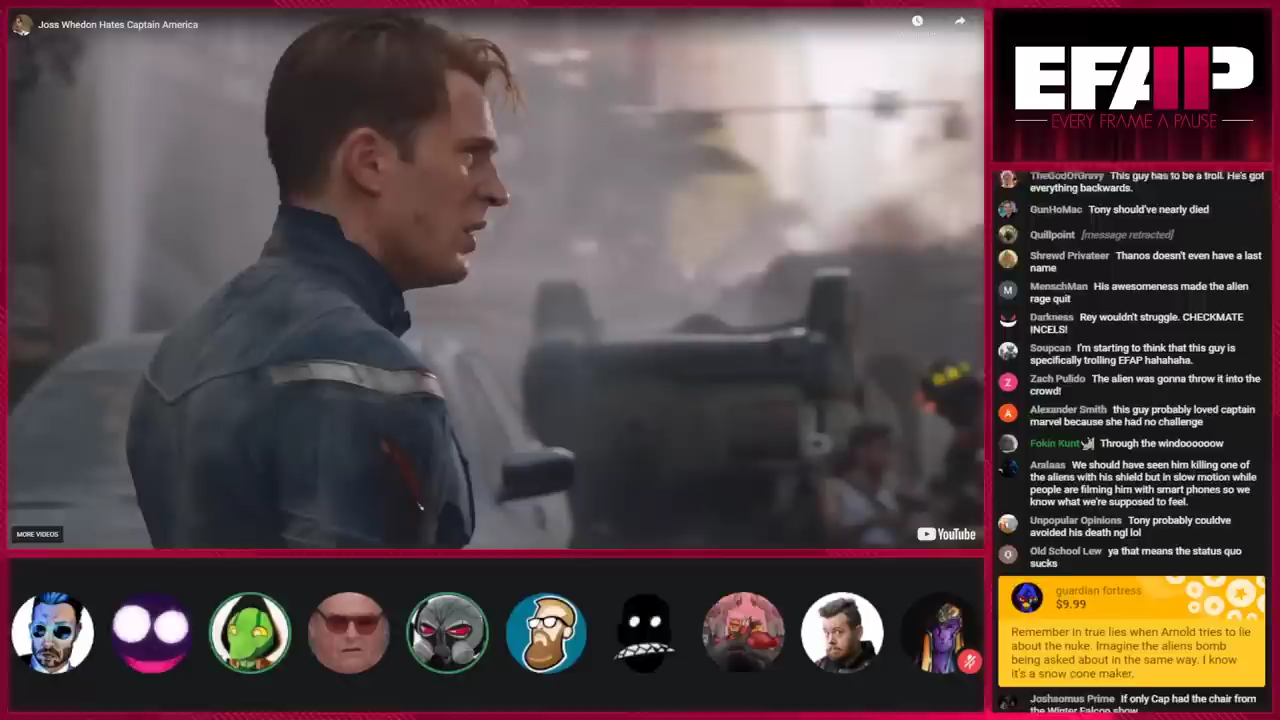 Joss Whedon Hates Captain America
MORE VIDEOS
YouTube
EFAP
EVERY FRAME A PAUSE
TheGodOfGravy This guy has to be a troll. He's got
everything backwards.
GunHoMac Tony should've nearly died
Quillpoint [message retracted]
Shrewd Privateer Thanos doesn't even have a last
name
M
MenschMan His awesomeness made the alien
rage quit
Darkness Rey wouldn't struggle. CHECKMATE
INCELS!
Soupcan I'm starting to think that this guy is
specifically trolling EFAP hahahaha.
Z
Zach Pulido The alien was gonna throw it into the
crowd!
A
Alexander Smith this guy probably loved captain
marvel because she had no challenge
Fokin Kunt Through the windoooooow
Aralaas We should have seen him killing one of
the aliens with his shield but in slow motion while
people are filming him with smart phones so we
know what we're supposed to feel.
Unpopular Opinions Tony probably couldve
avoided his death ngl lol
O
Old School Lew ya that means the status quo
sucks
guardian fortress
$9.99
Remember in true lies when Arnold tries to lie
about the nuke. Imagine the aliens bomb
being asked about in the same way. I know
it's a snow cone maker.
Joshsomus Prime If only Cap had the chair from
the Winter Falcon show